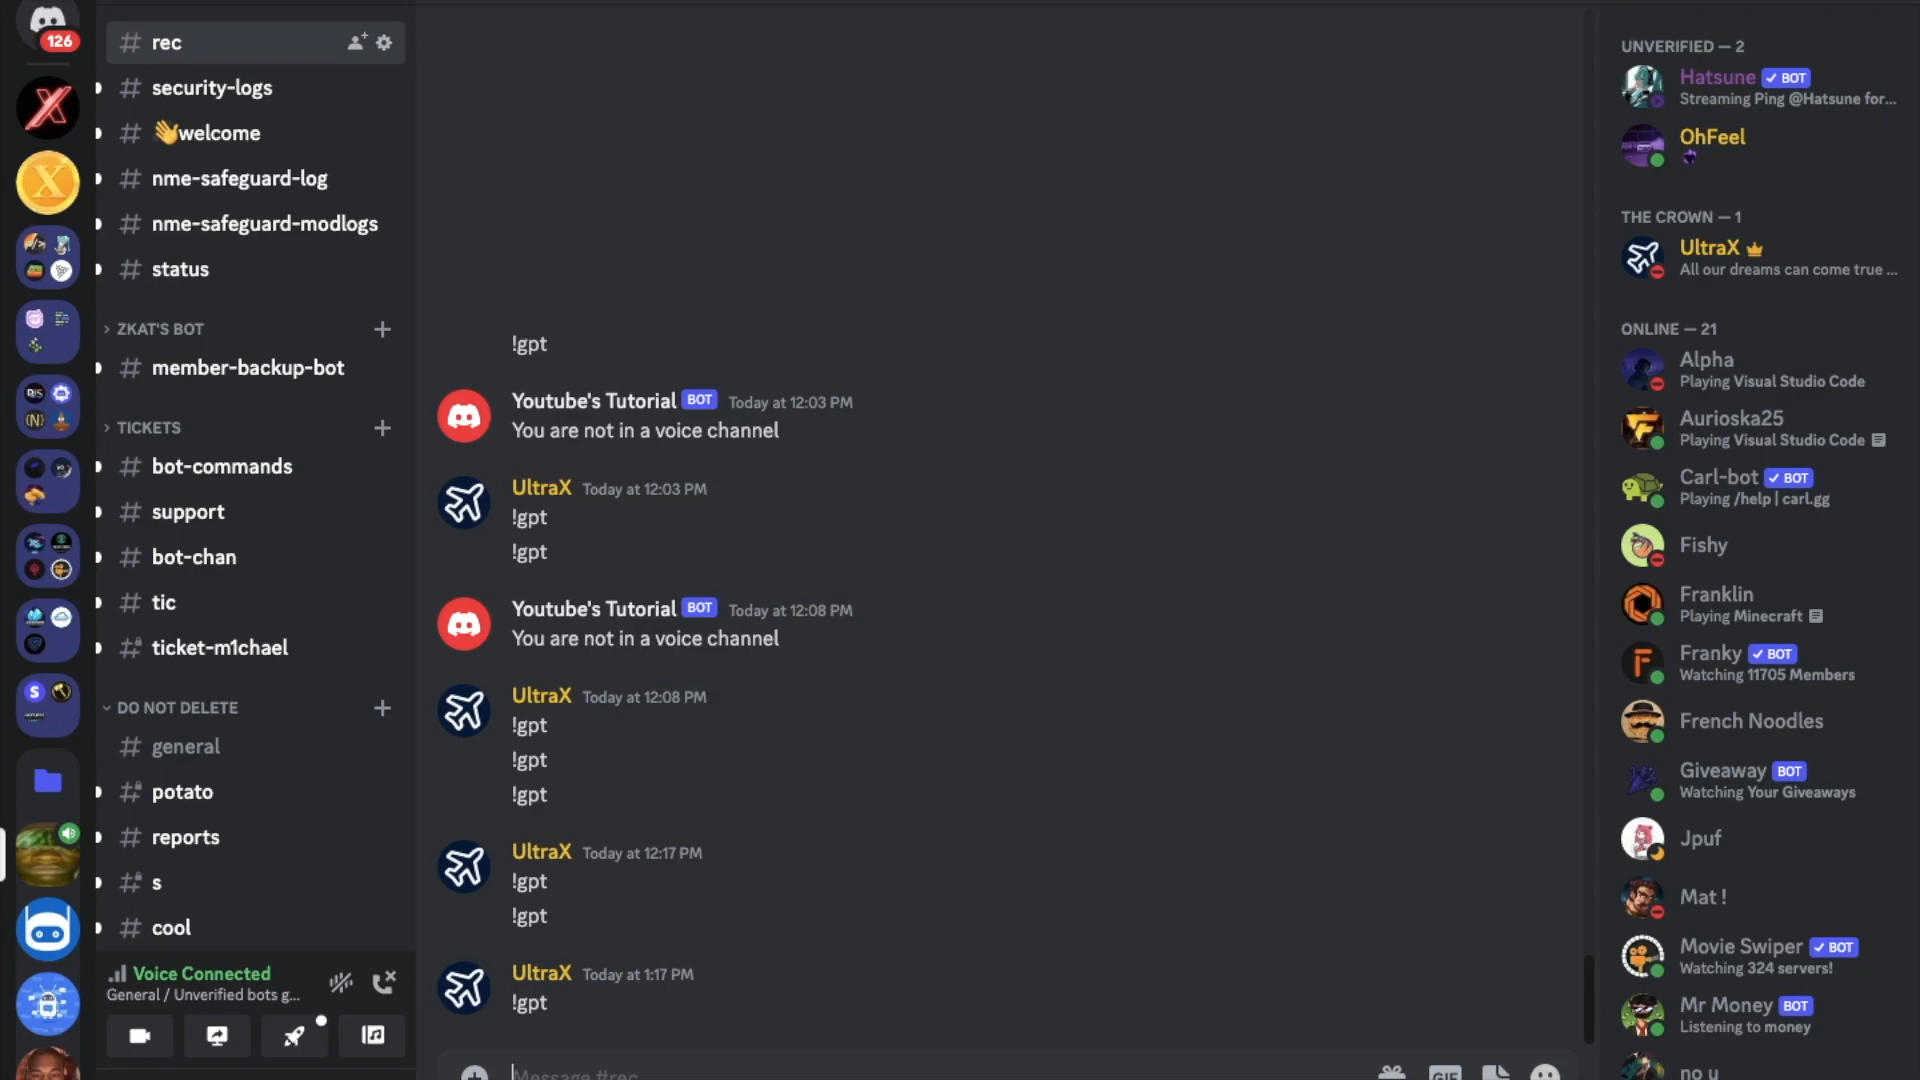 126
rec
security-logs
👋welcome
nme-safeguard-log
nme-safeguard-modlogs
status
ZKAT'S BOT
member-backup-bot
TICKETS
bot-commands
support
bot-chan
tic
ticket-m1chael
DO NOT DELETE
general
potato
reports
s
cool
Voice Connected
General / Unverified bots g...
!gpt
Youtube's Tutorial BOT Today at 12:03 PM
You are not in a voice channel
UltraX Today at 12:03 PM
!gpt
!gpt
Youtube's Tutorial BOT Today at 12:08 PM
You are not in a voice channel
UltraX Today at 12:08 PM
!gpt
!gpt
!gpt
UltraX Today at 12:17 PM
!gpt
!gpt
UltraX Today at 1:17 PM
!gpt
Message #rec
GIF
UNVERIFIED — 2
Hatsune BOT
Streaming Ping @Hatsune for...
OhFeel
THE CROWN — 1
UltraX
All our dreams can come true ...
ONLINE — 21
Alpha
Playing Visual Studio Code
Aurioska25
Playing Visual Studio Code
Carl-bot BOT
Playing /help | carl.gg
Fishy
Franklin
Playing Minecraft
Franky BOT
Watching 11705 Members
French Noodles
Giveaway BOT
Watching Your Giveaways
Jpuf
Mat !
Movie Swiper BOT
Watching 324 servers!
Mr Money BOT
Listening to money
no u